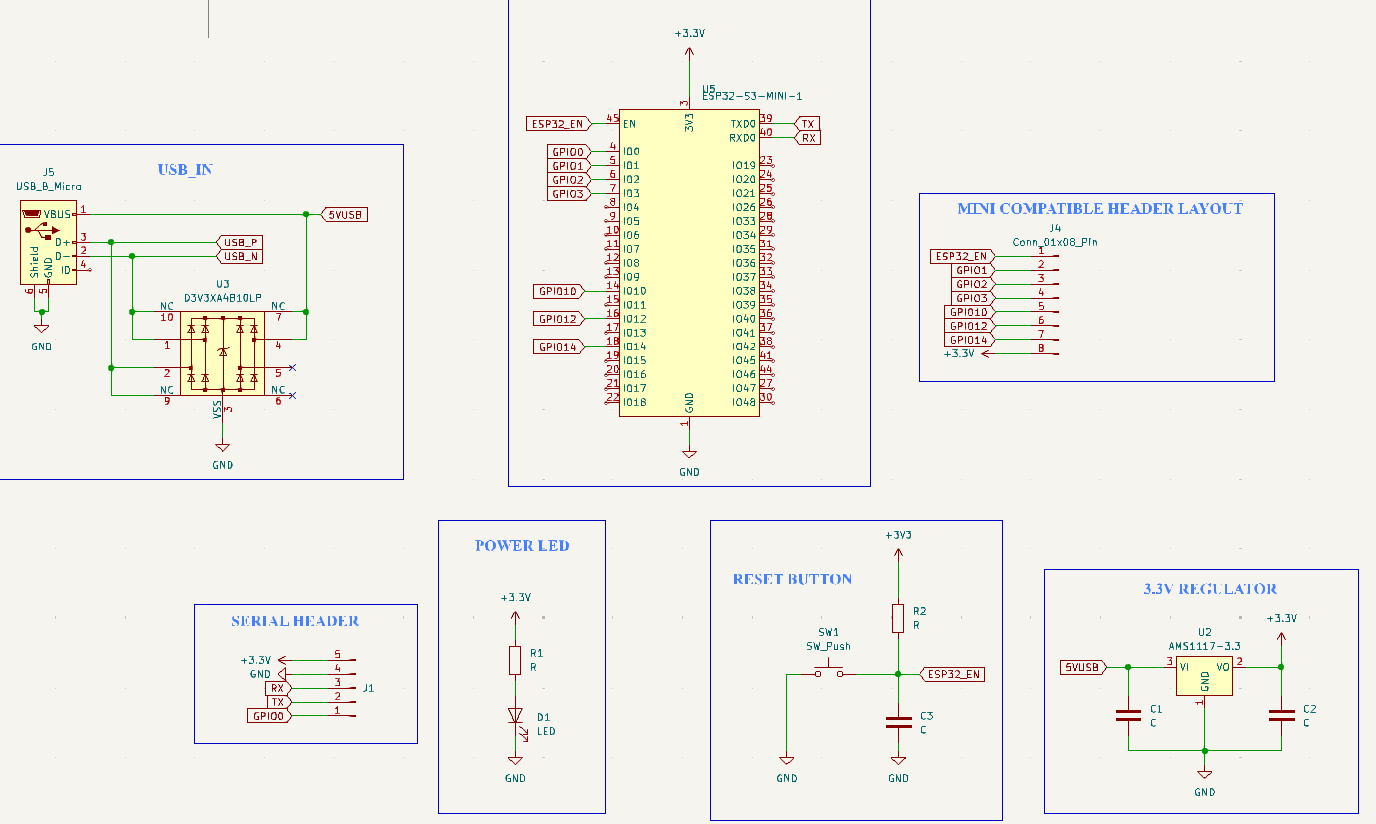 USB_IN
J5
USB_B_Micro
VBUS 1
5VUSB
D+ 3
USB_P
D- 2
USB_N
ID 4
Shield
GND
6
5
GND
U3
D3V3XA4B10LP
NC
10
NC
7
1
4
2
5
NC
9
NC
6
VSS
3
GND
+3.3V
3
U5
ESP32-S3-MINI-1
3V3
ESP32_EN 45 EN
TXD0 39 TX
RXD0 40 RX
GPIO0 4 IO0
GPIO1 5 IO1
GPIO2 6 IO2
GPIO3 7 IO3
8 IO4
9 IO5
10 IO6
11 IO7
12 IO8
13 IO9
GPIO10 14 IO10
15 IO11
GPIO12 16 IO12
17 IO13
GPIO14 18 IO14
19 IO15
20 IO16
21 IO17
22 IO18
IO19 23
IO20 24
IO21 25
IO26 26
IO33 28
IO34 29
IO35 31
IO36 32
IO37 33
IO38 34
IO39 35
IO40 36
IO41 37
IO42 38
IO45 41
IO46 44
IO47 27
IO48 30
GND
1
GND
MINI COMPATIBLE HEADER LAYOUT
J4
Conn_01x08_Pin
ESP32_EN 1
GPIO1 2
GPIO2 3
GPIO3 4
GPIO10 5
GPIO12 6
GPIO14 7
+3.3V 8
SERIAL HEADER
+3.3V 5
GND 4
RX 3
J1
TX 2
GPIO0 1
POWER LED
+3.3V
R1
R
D1
LED
GND
RESET BUTTON
+3V3
R2
R
SW1
SW_Push
ESP32_EN
C3
C
GND
GND
3.3V REGULATOR
+3.3V
U2
AMS1117-3.3
5VUSB
3 VI
VO 2
GND
1
C1
C
C2
C
GND